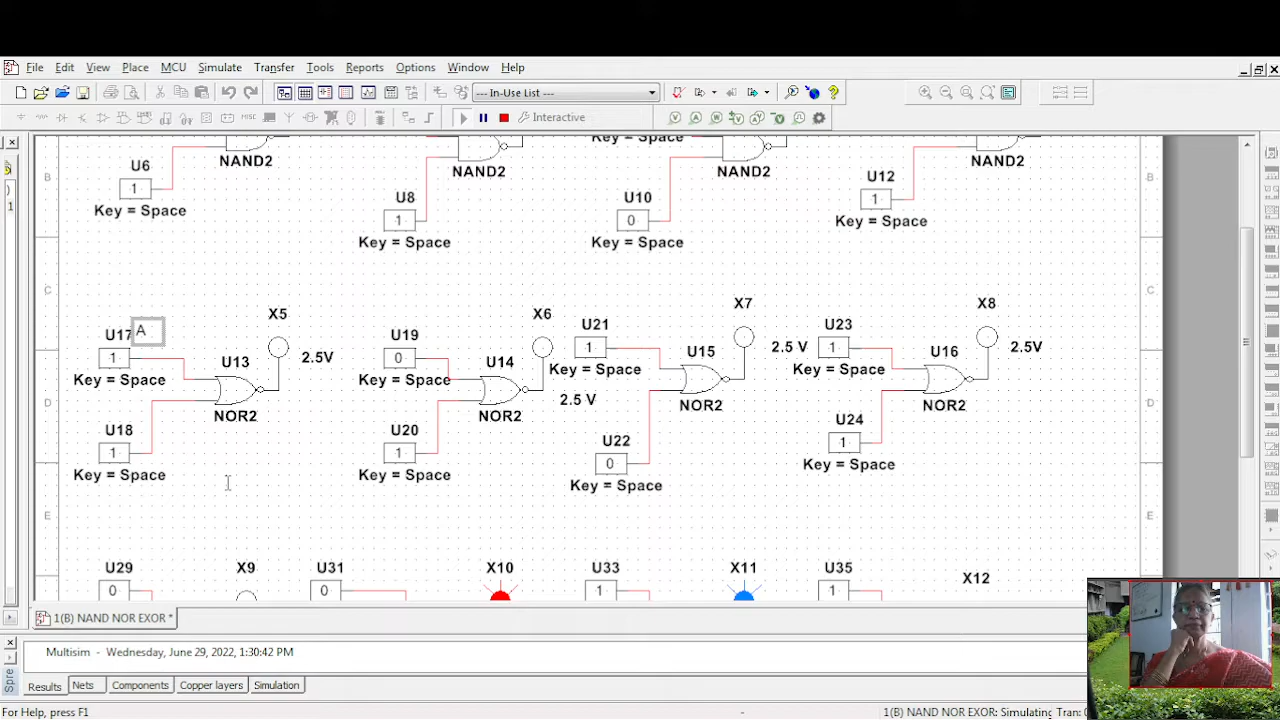 File Edit View Place MCU Simulate Transfer Tools Reports Options Window Help
--- In-Use List ---
Interactive
Key = Space
B
U6
NAND2
1
Key = Space
U8
NAND2
1
Key = Space
U10
NAND2
0
Key = Space
U12
NAND2
1
Key = Space
B
C
C
U17
A
1
Key = Space
U18
1
Key = Space
U13
NOR2
X5
2.5V
U19
0
Key = Space
U20
1
Key = Space
U14
NOR2
X6
2.5 V
U21
1
Key = Space
U22
0
Key = Space
U15
NOR2
X7
2.5 V
U23
1
Key = Space
U24
1
Key = Space
U16
NOR2
X8
2.5V
D
D
E
E
U29
0
X9
U31
0
X10
U33
1
X11
U35
1
X12
1(B) NAND NOR EXOR *
Multisim - Wednesday, June 29, 2022, 1:30:42 PM
Spre
Results Nets Components Copper layers Simulation
For Help, press F1
-
1(B) NAND NOR EXOR: Simulating
Tran: